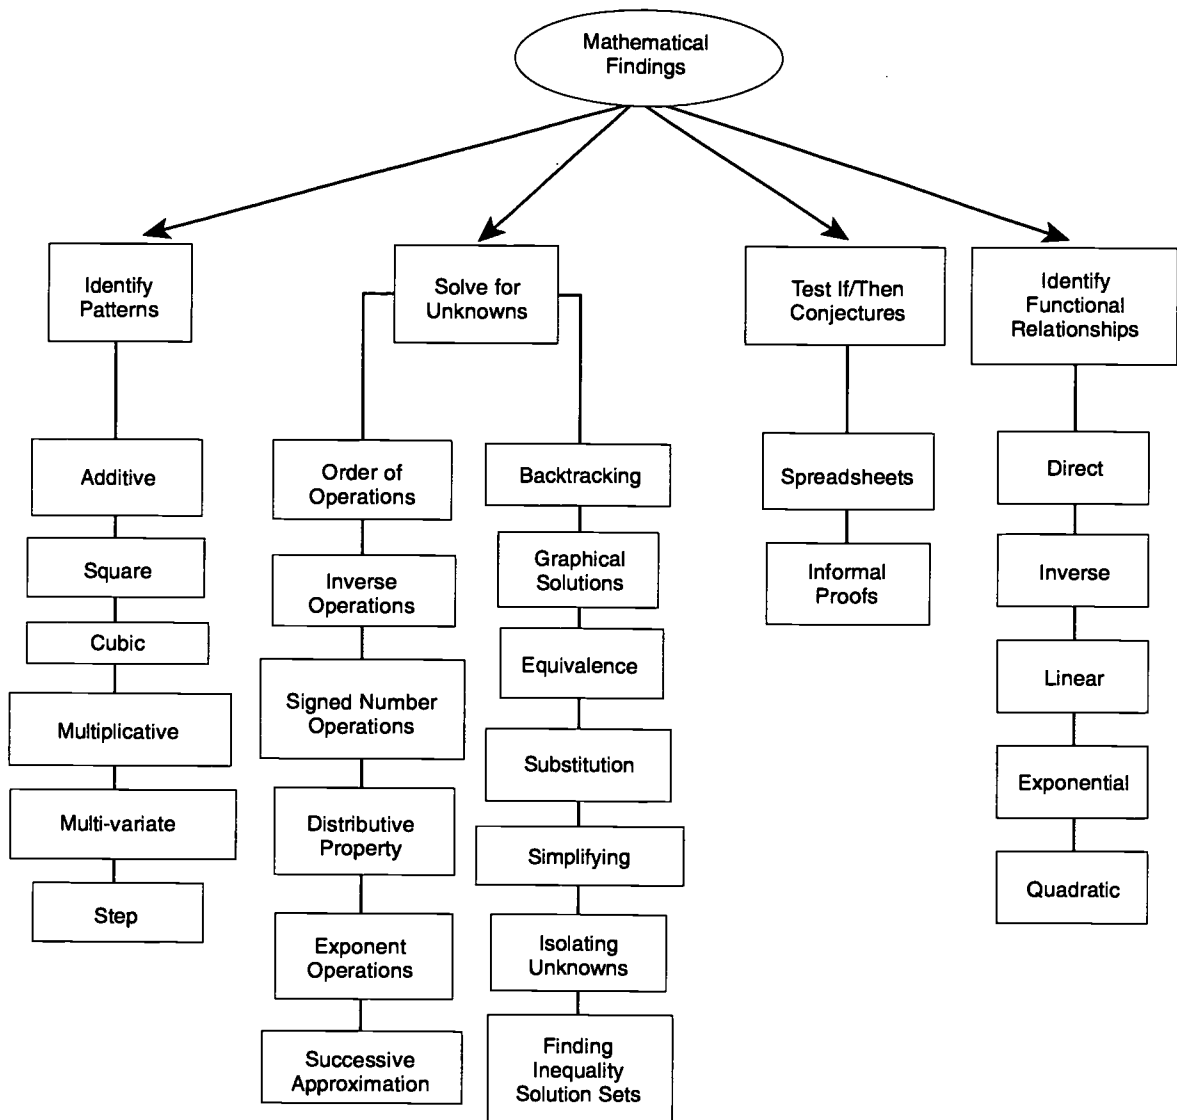 Mathematical
Findings
Identify
Patterns
Additive
Square
Cubic
Multiplicative
Multi-variate
Step
Solve for
Unknowns
Order of
Operations
Inverse
Operations
Signed Number
Operations
Distributive
Property
Exponent
Operations
Successive
Approximation
Backtracking
Graphical
Solutions
Equivalence
Substitution
Simplifying
Isolating
Unknowns
Finding
Inequality
Solution Sets
Test If/Then
Conjectures
Spreadsheets
Informal
Proofs
Identify
Functional
Relationships
Direct
Inverse
Linear
Exponential
Quadratic